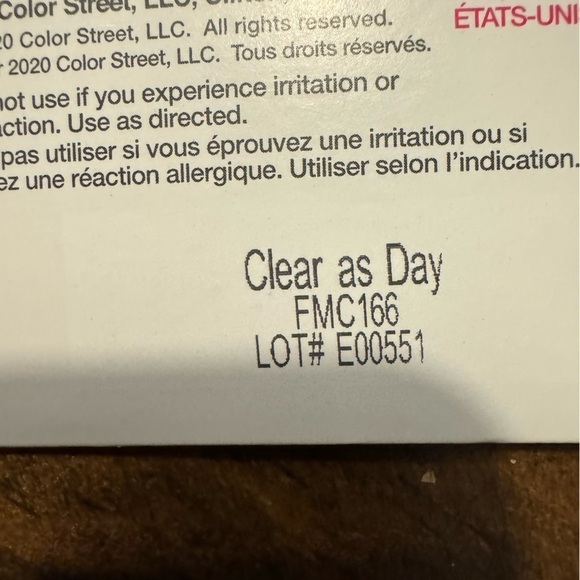 Color Street, LLC,
20 Color Street, LLC. All rights reserved.
2020 Color Street, LLC. Tous droits réservés.
ÉTATS-UNI
not use if you experience irritation or
ction. Use as directed.
pas utiliser si vous éprouvez une irritation ou si
ez une réaction allergique. Utiliser selon l'indication.
Clear as Day
FMC166
LOT# E00551